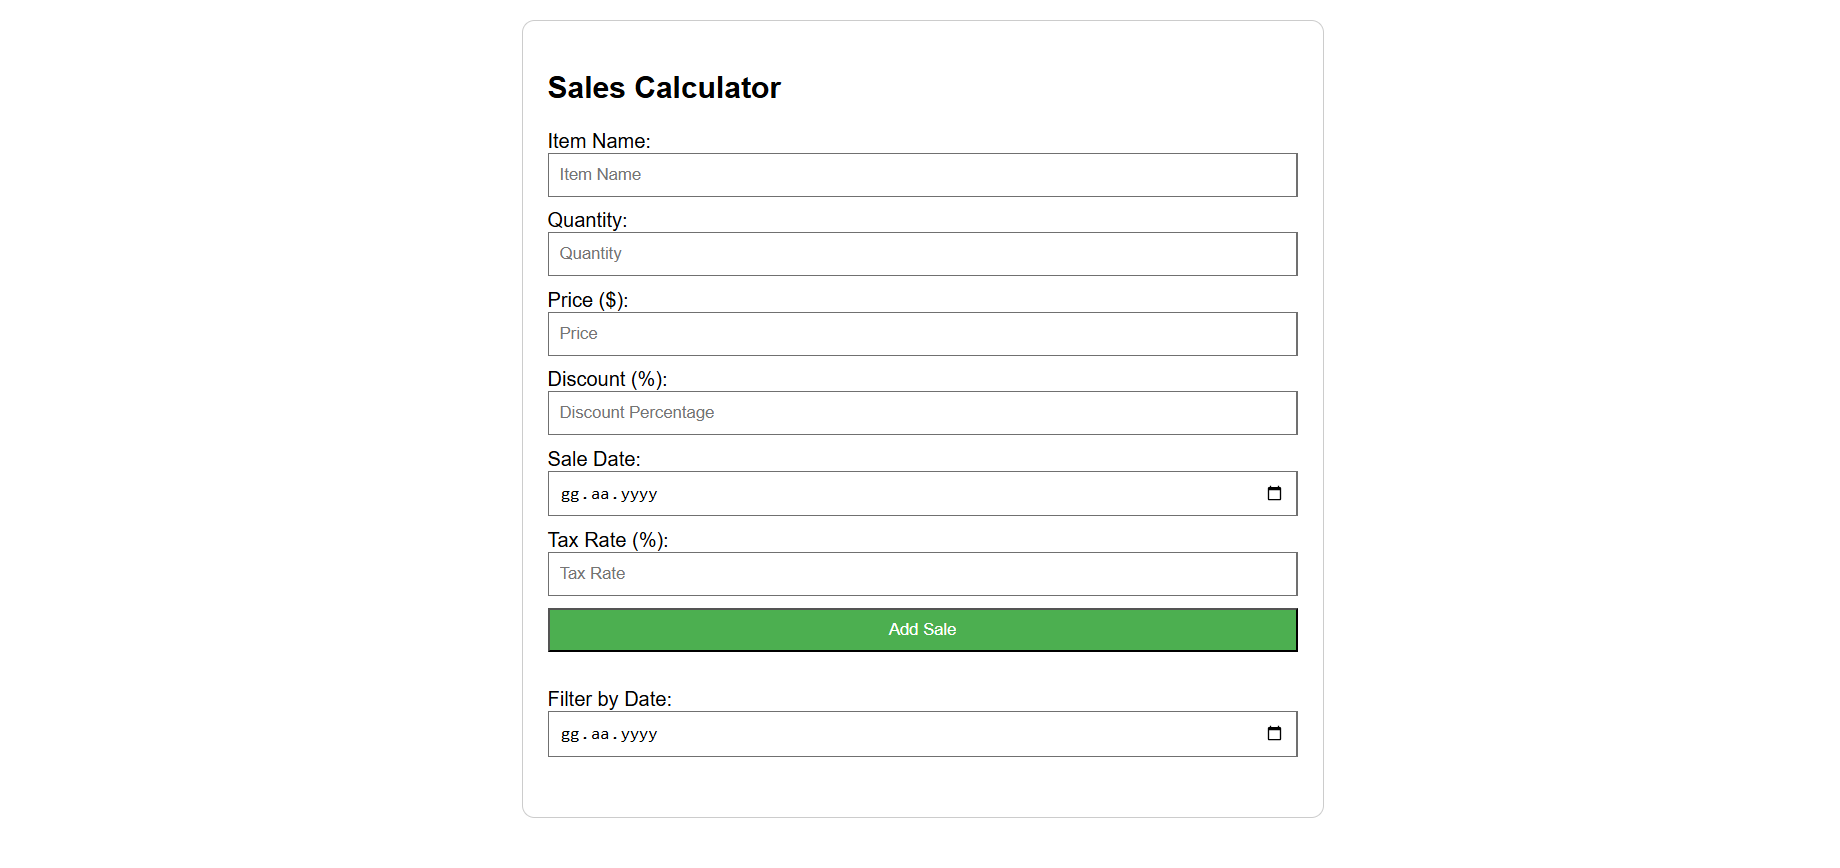 Sales Calculator
Item Name:
Item Name
Quantity:
Quantity
Price ($):
Price
Discount (%):
Discount Percentage
Sale Date:
gg.aa.yyyy
Tax Rate (%):
Tax Rate
Add Sale
Filter by Date:
gg.aa.yyyy